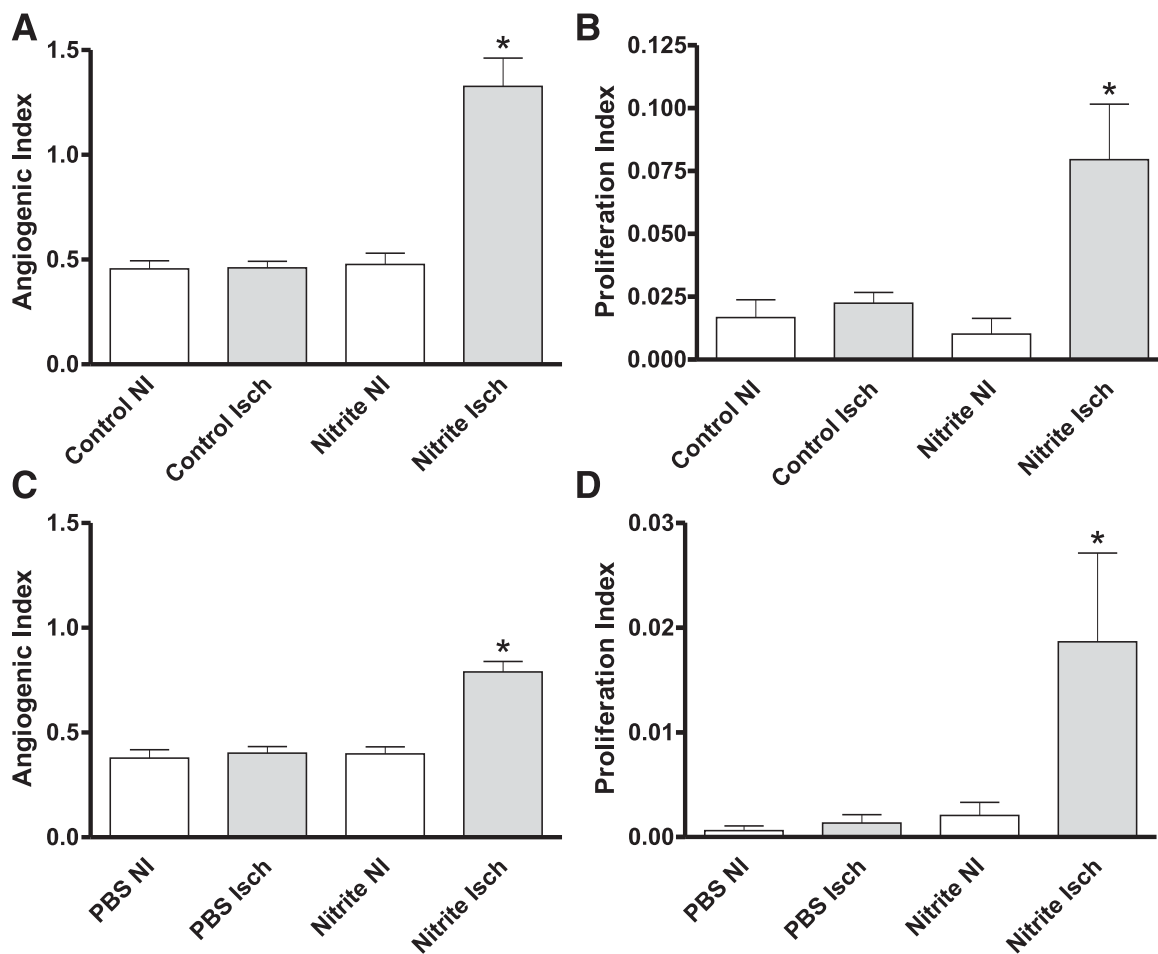 A
Angiogenic Index
1.5
1.0
0.5
0.0
*
Control NI
Control Isch
Nitrite NI
Nitrite Isch
B
Proliferation Index
0.125
0.100
0.075
0.050
0.025
0.000
*
Control NI
Control Isch
Nitrite NI
Nitrite Isch
C
Angiogenic Index
1.5
1.0
0.5
0.0
*
PBS NI
PBS Isch
Nitrite NI
Nitrite Isch
D
Proliferation Index
0.03
0.02
0.01
0.00
*
PBS NI
PBS Isch
Nitrite NI
Nitrite Isch